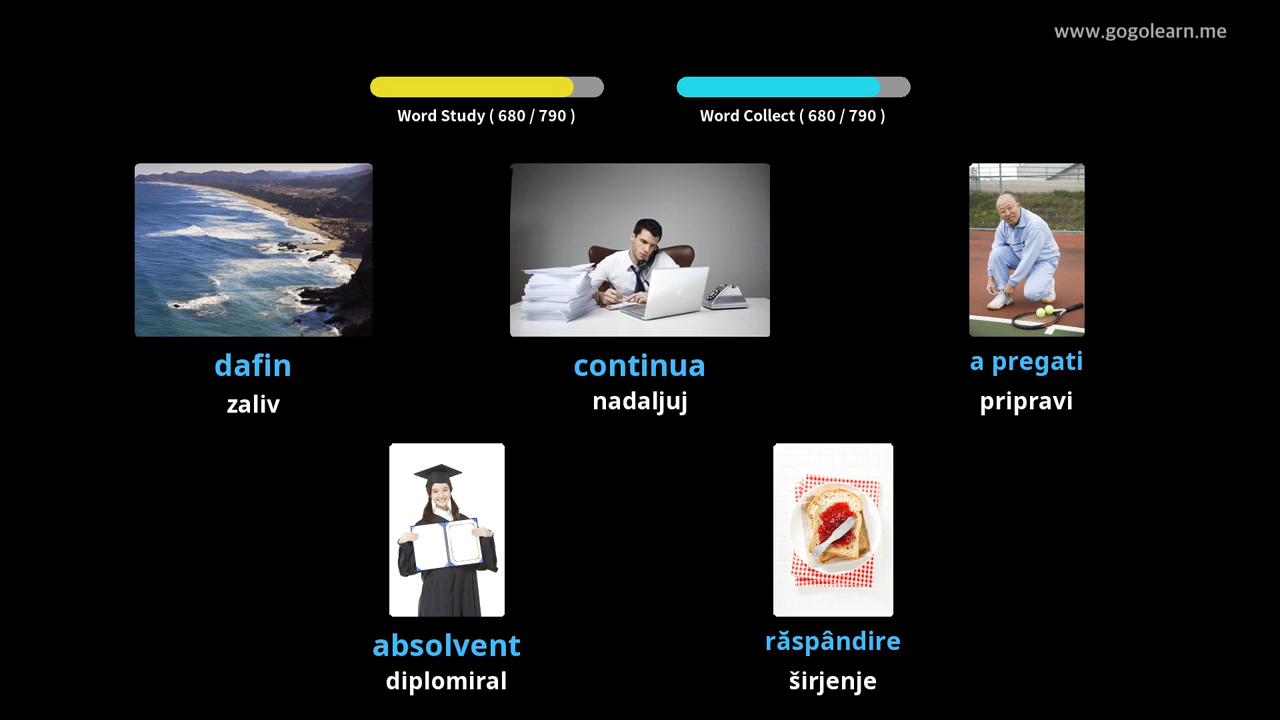 www.gogolearn.me
Word Study ( 680 / 790 )
Word Collect ( 680 / 790 )
dafin
zaliv
continua
nadaljuj
a pregati
pripravi
absolvent
diplomiral
răspândire
širjenje